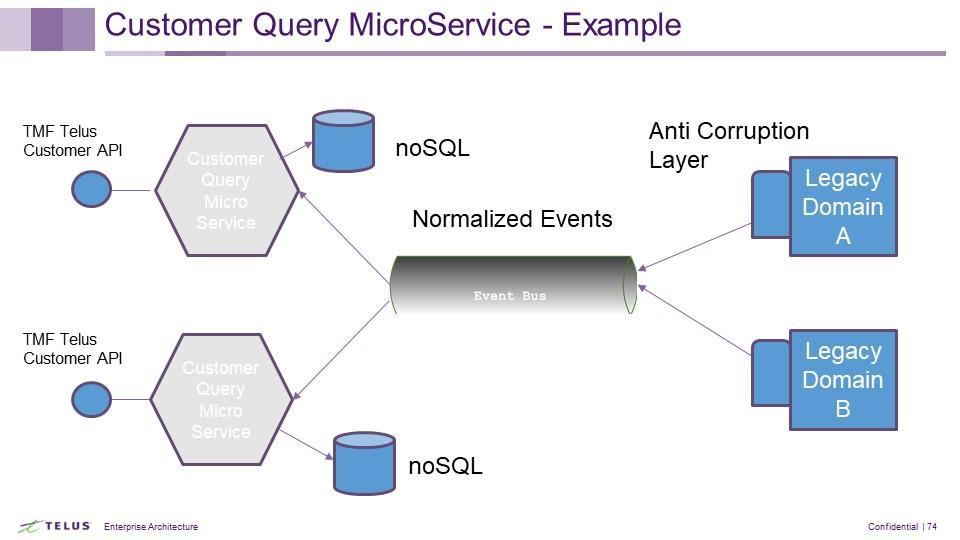 Customer Query MicroService - Example
TMF Telus
Customer API
Customer
Query
Micro
Service
noSQL
Anti Corruption
Layer
Legacy
Domain
A
Normalized Events
Event Bus
TMF Telus
Customer API
Customer
Query
Micro
Service
noSQL
Legacy
Domain
B
TELUS
Enterprise Architecture
Confidential | 74